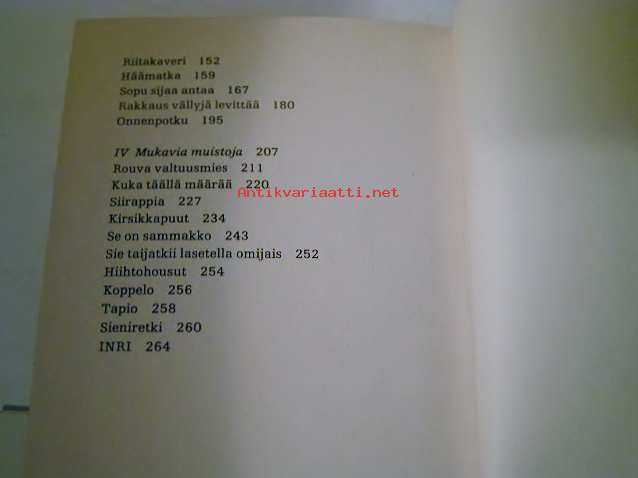 Riitakaveri 152
Häämatka 159
Sopu sijaa antaa 167
Rakkaus vällyjä levittää 180
Onnenpotku 195
IV Mukavia muistoja 207
Rouva valtuusmies 211
Kuka täällä määrää 220
Antikvariaatti.net
Siirappia 227
Kirsikkapuut 234
Se on sammakko 243
Sie taijatkii lasetella omijais 252
Hiihtohousut 254
Koppelo 256
Tapio 258
Sieniretki 260
INRI 264